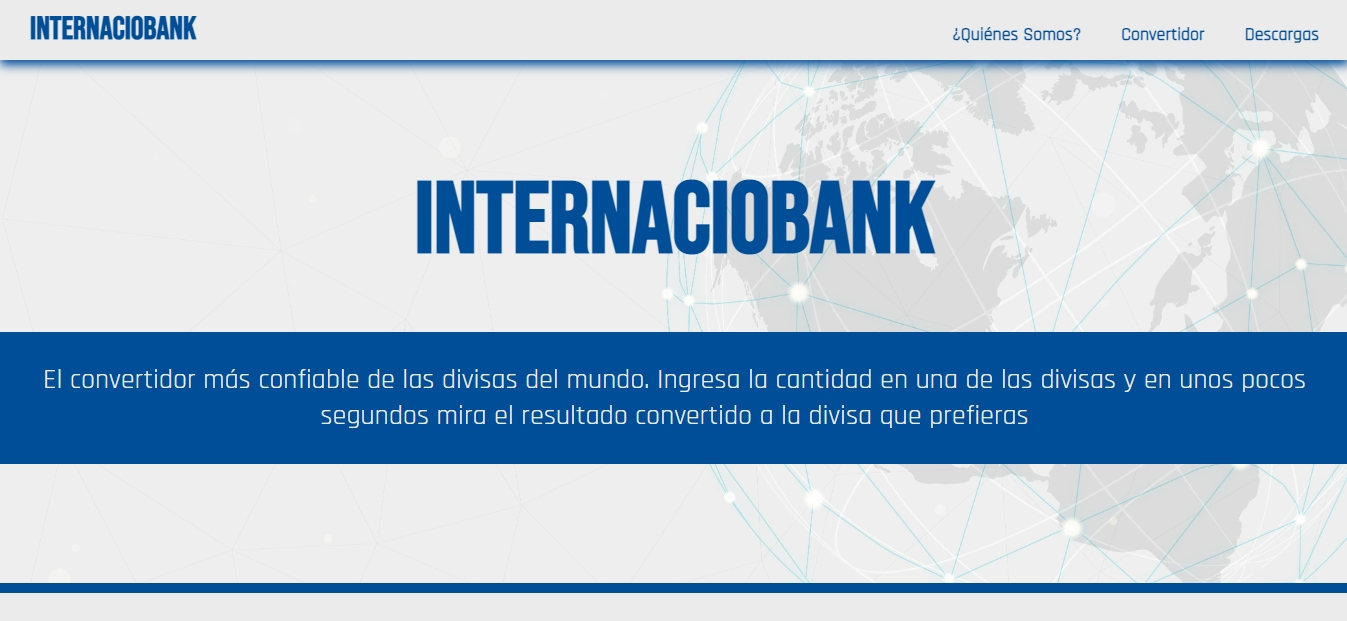 INTERNACIOBANK
¿Quiénes Somos? Convertidor Descargas
INTERNACIOBANK
El convertidor más confiable de las divisas del mundo. Ingresa la cantidad en una de las divisas y en unos pocos
segundos mira el resultado convertido a la divisa que prefieras